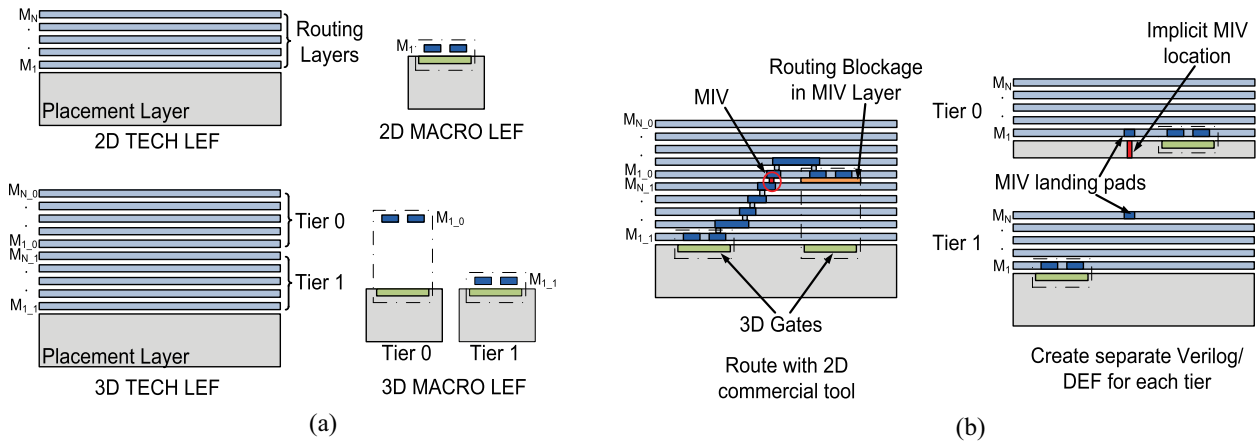 M_N
.
.
M_1
Routing
Layers
Placement Layer
2D TECH LEF
M_1
2D MACRO LEF
M_N_0
.
.
M_1_0
M_N_1
.
.
M_1_1
Tier 0
Tier 1
Placement Layer
3D TECH LEF
M_1_0
M_1_1
Tier 0
Tier 1
3D MACRO LEF
(a)
MIV
Routing Blockage
in MIV Layer
M_N_0
.
.
M_1_0
M_N_1
.
.
M_1_1
3D Gates
Route with 2D
commercial tool
Implicit MIV
location
Tier 0
M_N
.
.
M_1
MIV landing pads
Tier 1
M_N
.
.
M_1
Create separate Verilog/
DEF for each tier
(b)